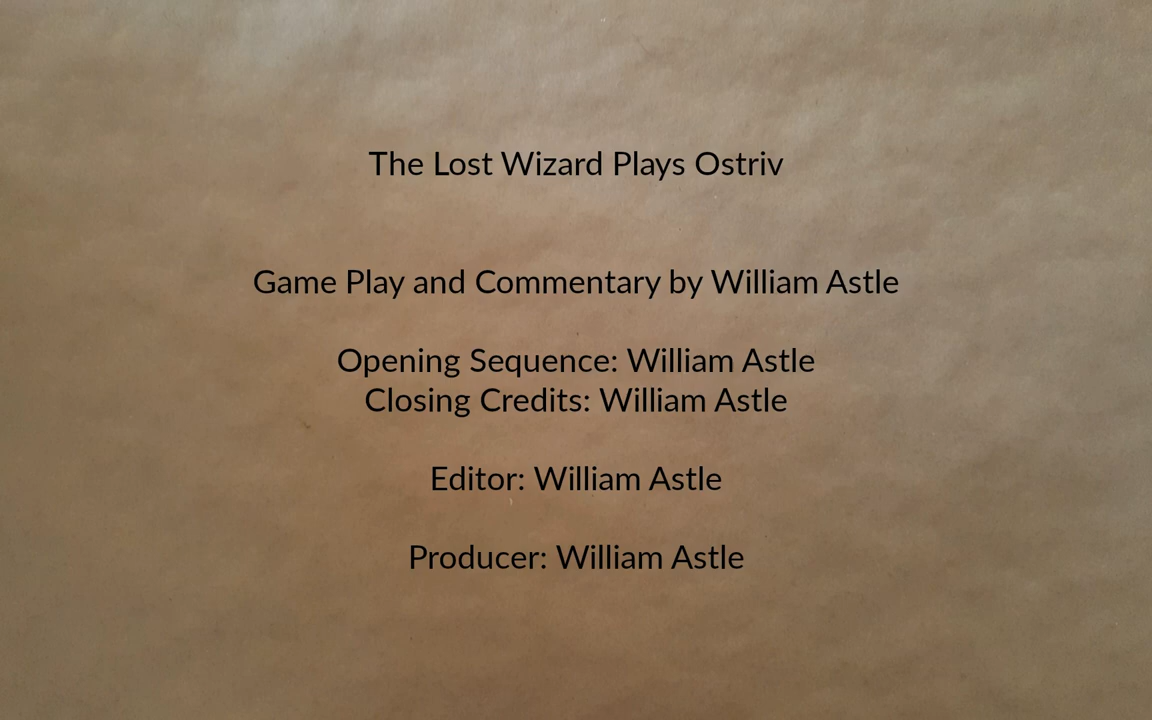 The Lost Wizard Plays Ostriv
Game Play and Commentary by William Astle
Opening Sequence: William Astle
Closing Credits: William Astle
Editor: William Astle
Producer: William Astle